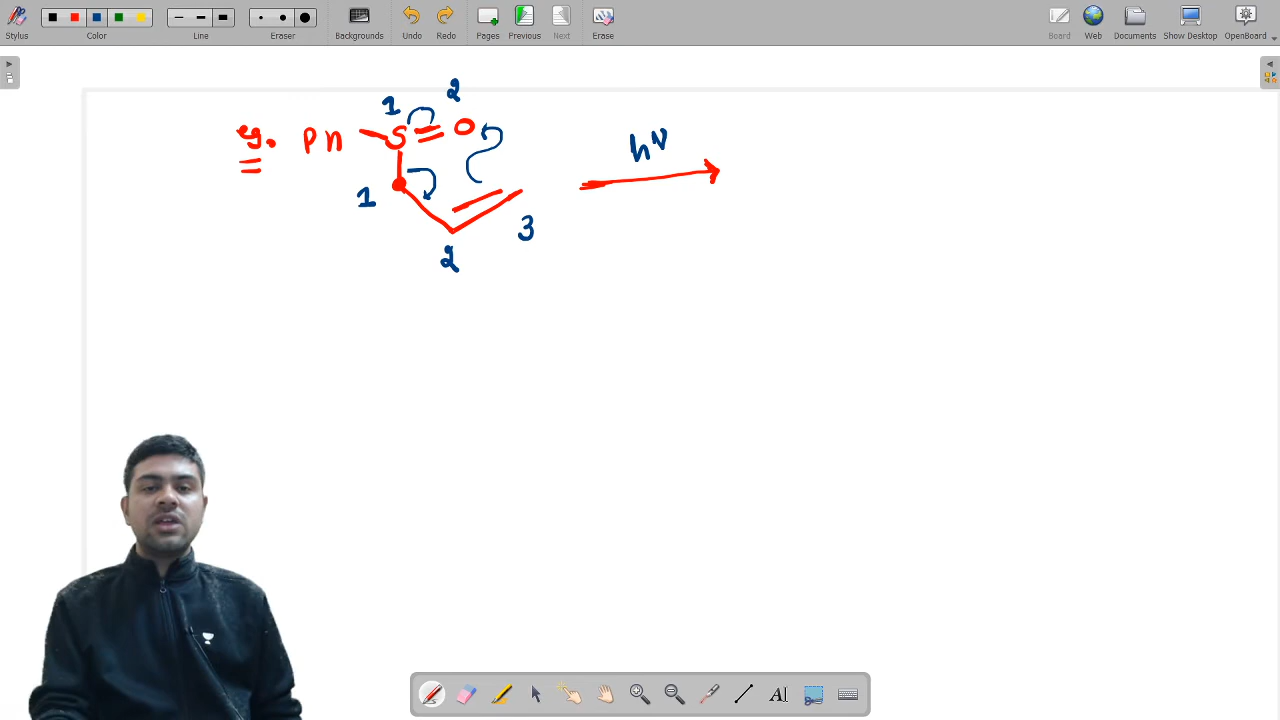 Stylus
Color
Line
Eraser
Backgrounds
Undo
Redo
Pages
Previous
Next
Erase
Board
Web
Documents
Show Desktop
OpenBoard
1 2
eg. Ph S = O hν
1
3
2
AI